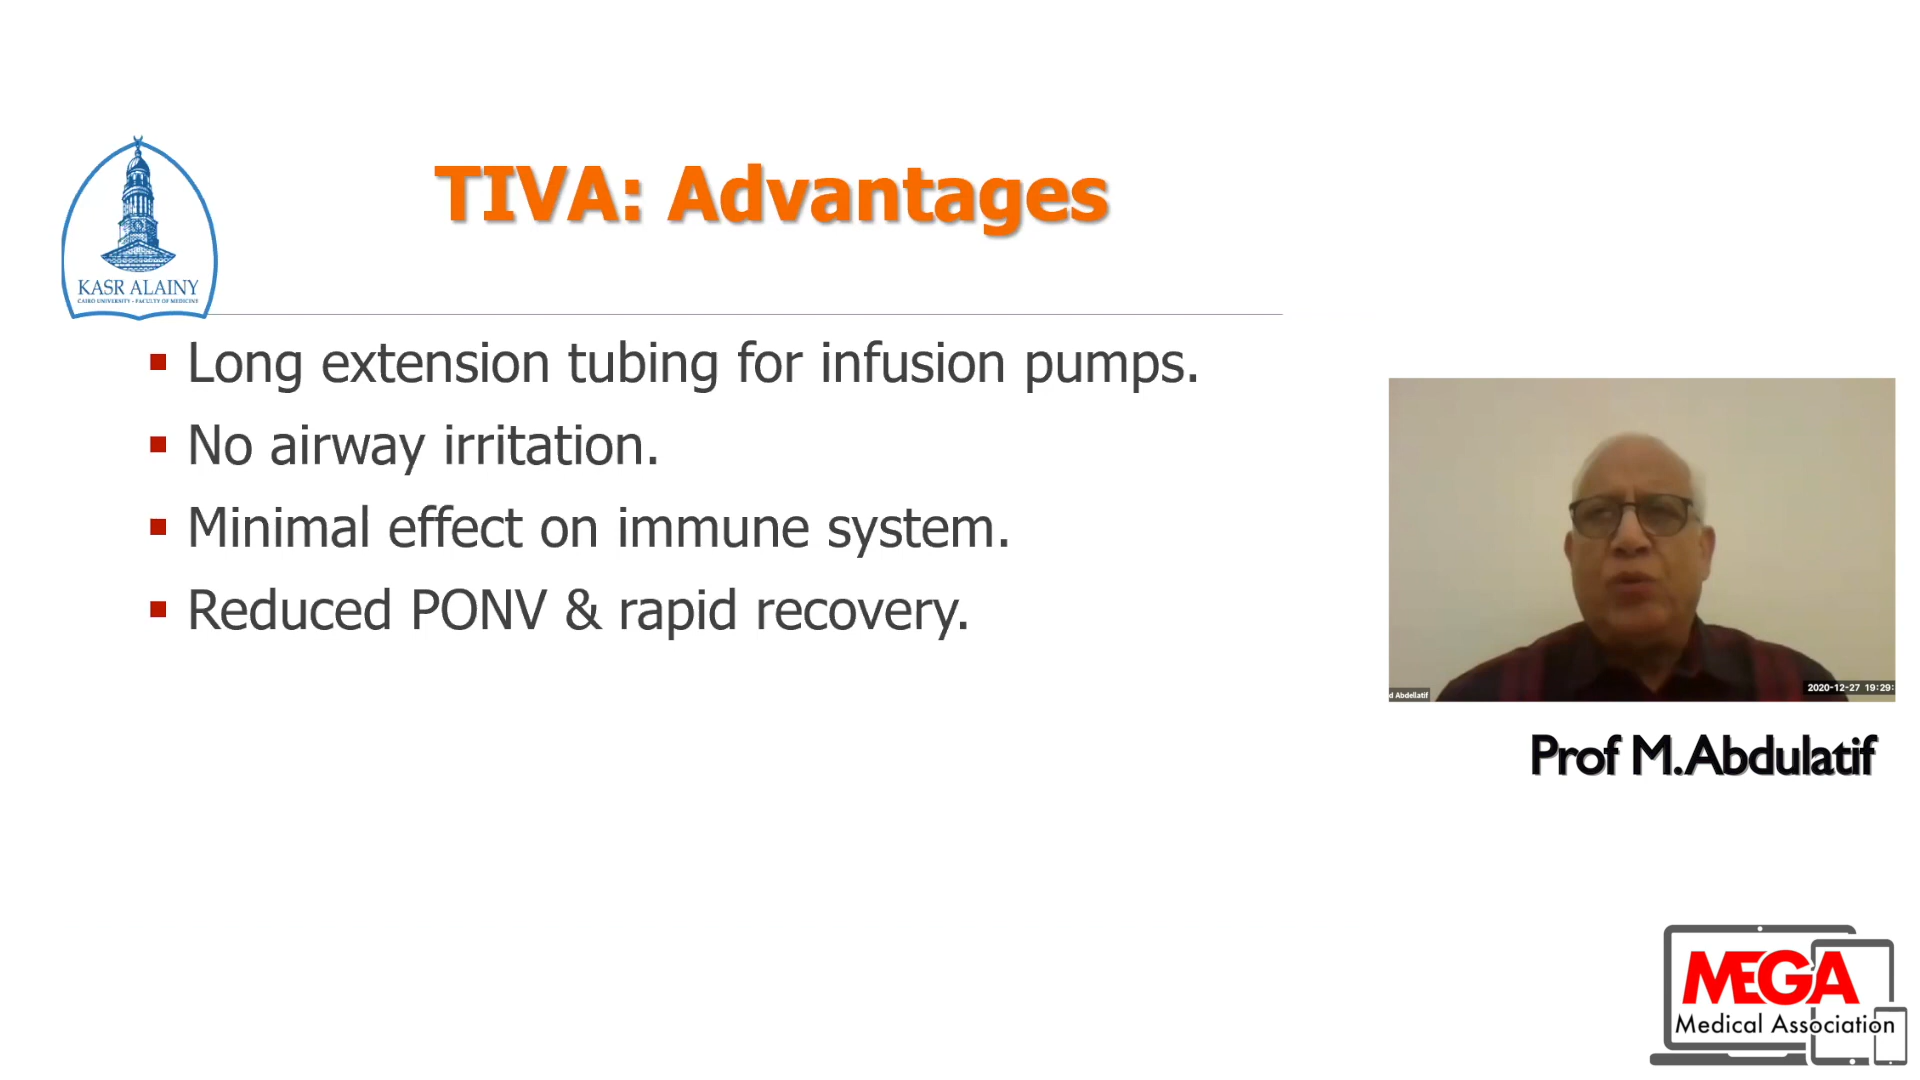 TIVA: Advantages
KASR ALAINY
CAIRO UNIVERSITY - FACULTY OF MEDICINE
Long extension tubing for infusion pumps.
No airway irritation.
Minimal effect on immune system.
Reduced PONV & rapid recovery.
d Abdellatif
2020-12-27 19:29:
Prof M.Abdulatif
MEGA
Medical Association